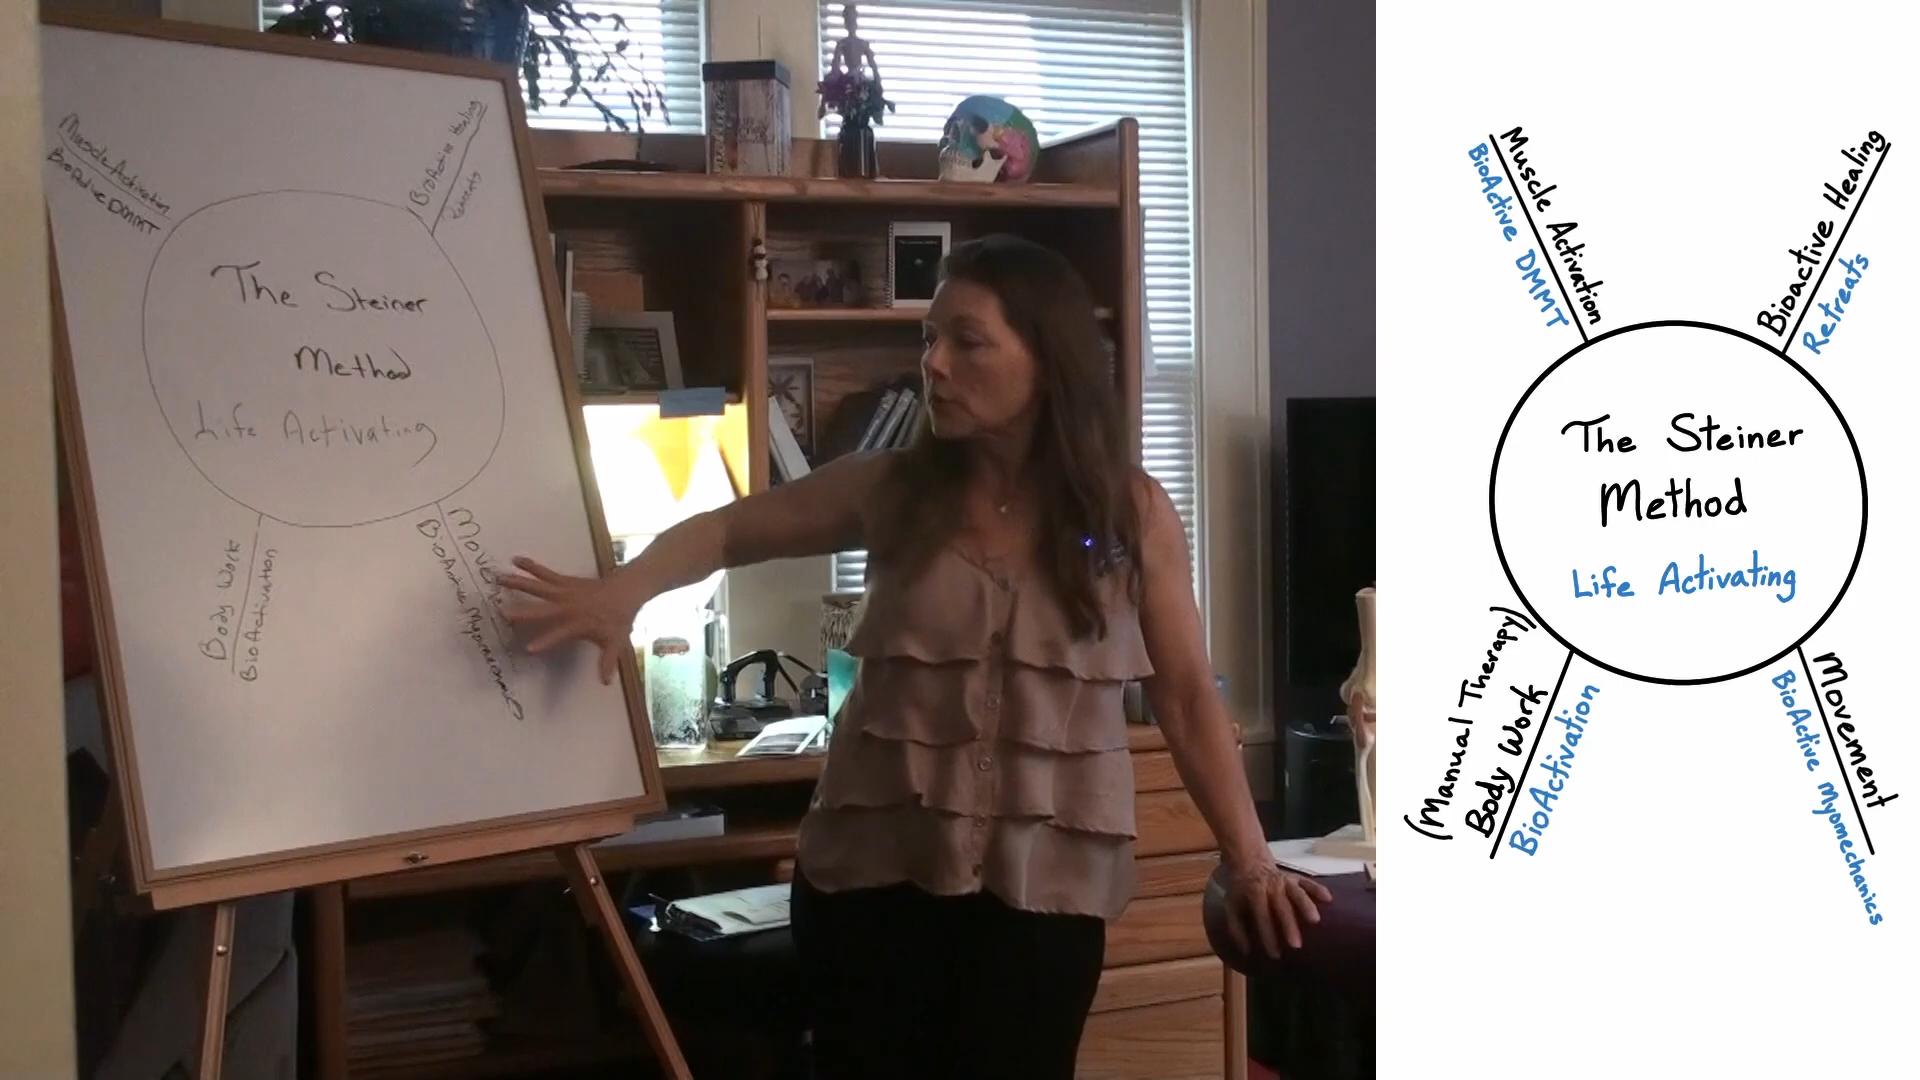 Muscle Activation
BioActive DMMT
BioActive Healing
Retreats
The Steiner
Method
Life Activating
Body Work
BioActivation
BioActive Myomechanics
Muscle Activation
BioActive DMMT
Bioactive Healing
Retreats
The Steiner
Method
Life Activating
(Manual Therapy)
Body Work
BioActivation
Movement
BioActive Myomechanics